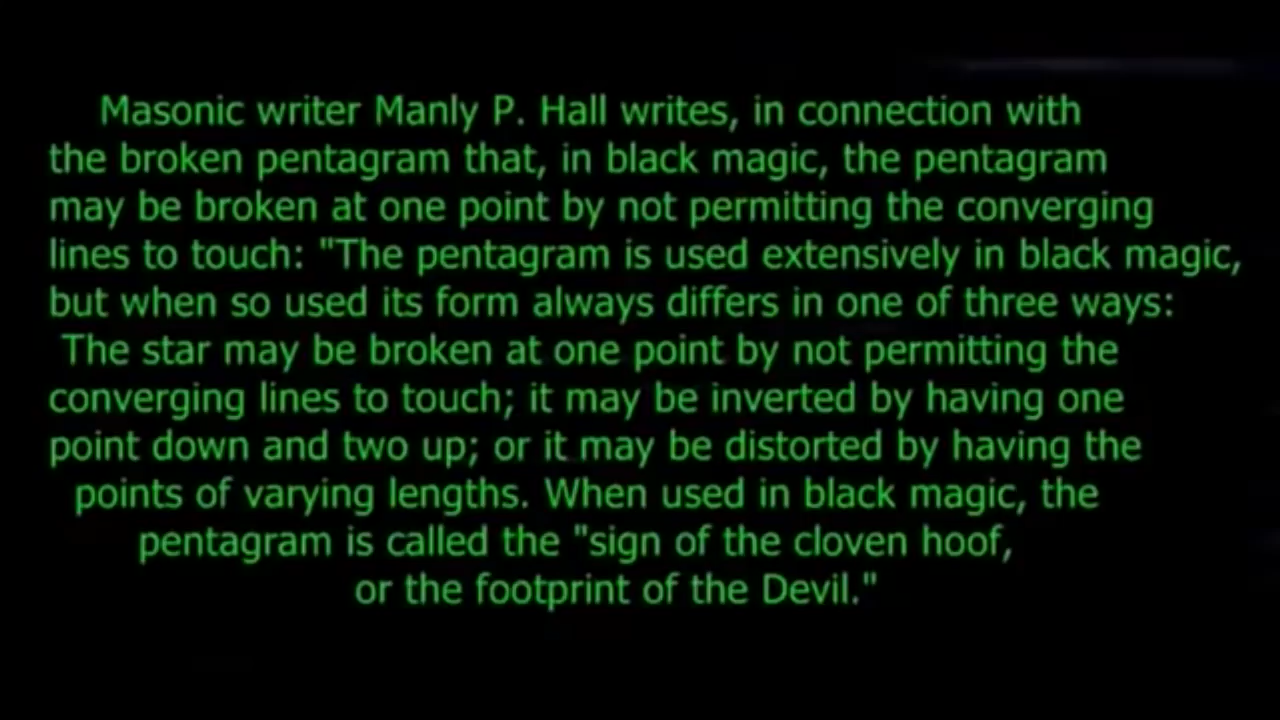 Masonic writer Manly P. Hall writes, in connection with
the broken pentagram that, in black magic, the pentagram
may be broken at one point by not permitting the converging
lines to touch: "The pentagram is used extensively in black magic,
but when so used its form always differs in one of three ways:
The star may be broken at one point by not permitting the
converging lines to touch; it may be inverted by having one
point down and two up; or it may be distorted by having the
points of varying lengths. When used in black magic, the
pentagram is called the "sign of the cloven hoof,
or the footprint of the Devil."